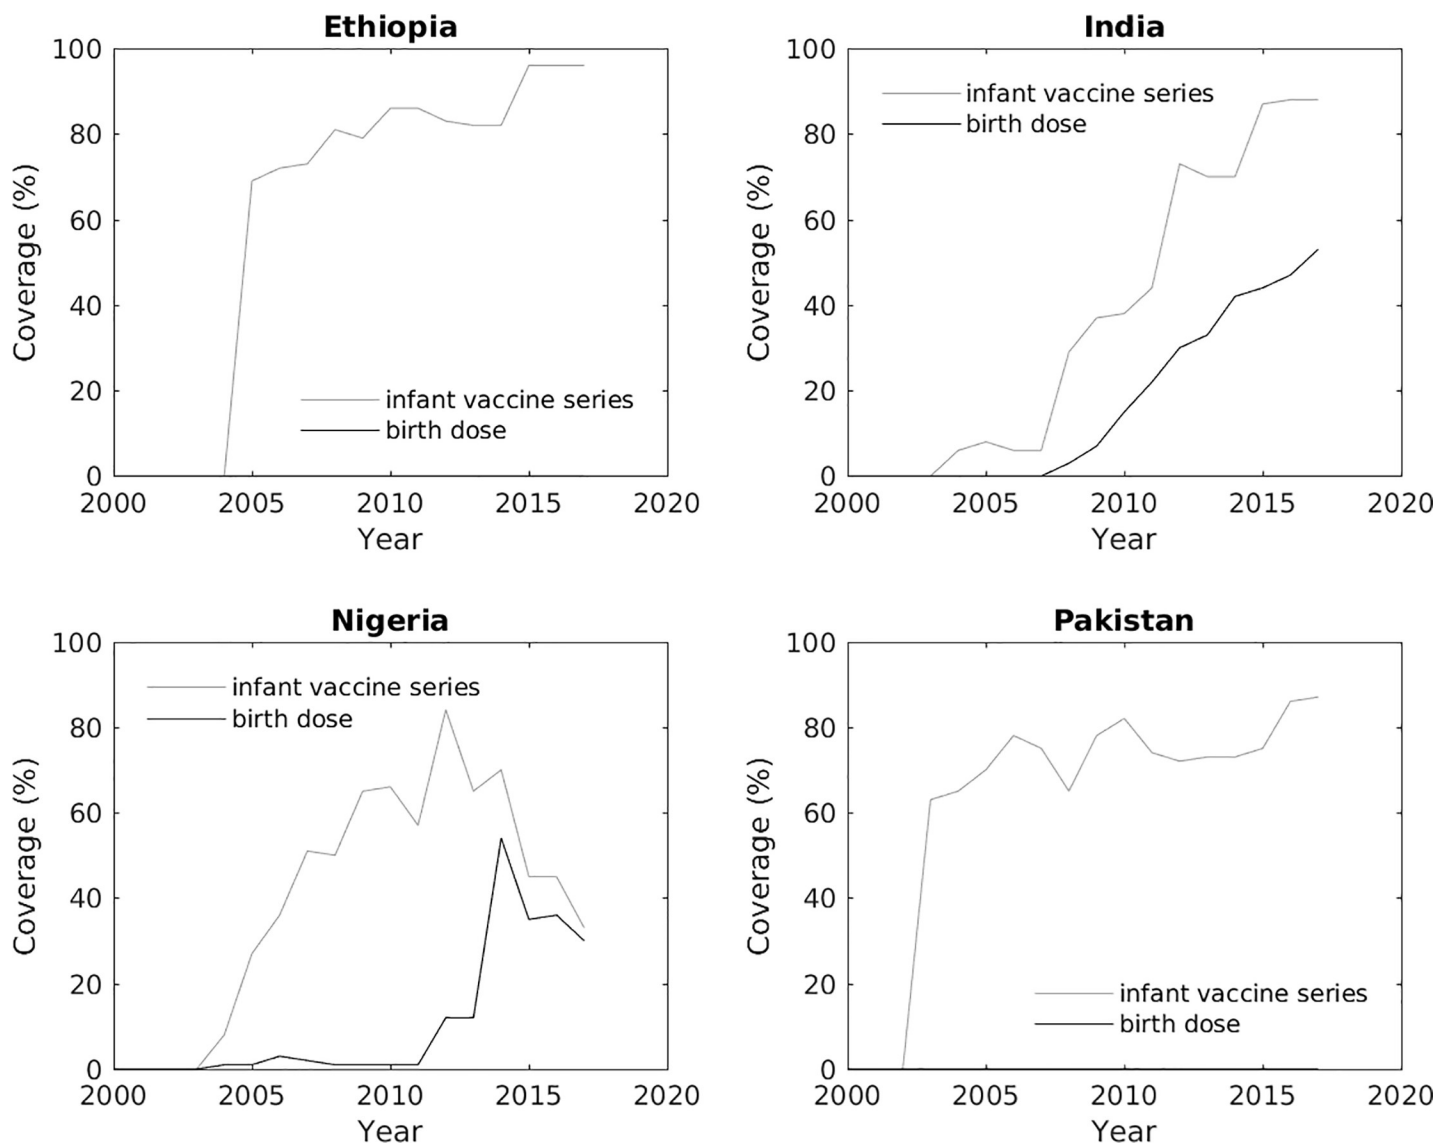 Ethiopia
100
80
60
40
20
0
Coverage (%)
infant vaccine series
birth dose
2000 2005 2010 2015 2020
Year
India
100
80
60
40
20
0
Coverage (%)
infant vaccine series
birth dose
2000 2005 2010 2015 2020
Year
Nigeria
100
80
60
40
20
0
Coverage (%)
infant vaccine series
birth dose
2000 2005 2010 2015 2020
Year
Pakistan
100
80
60
40
20
0
Coverage (%)
infant vaccine series
birth dose
2000 2005 2010 2015 2020
Year